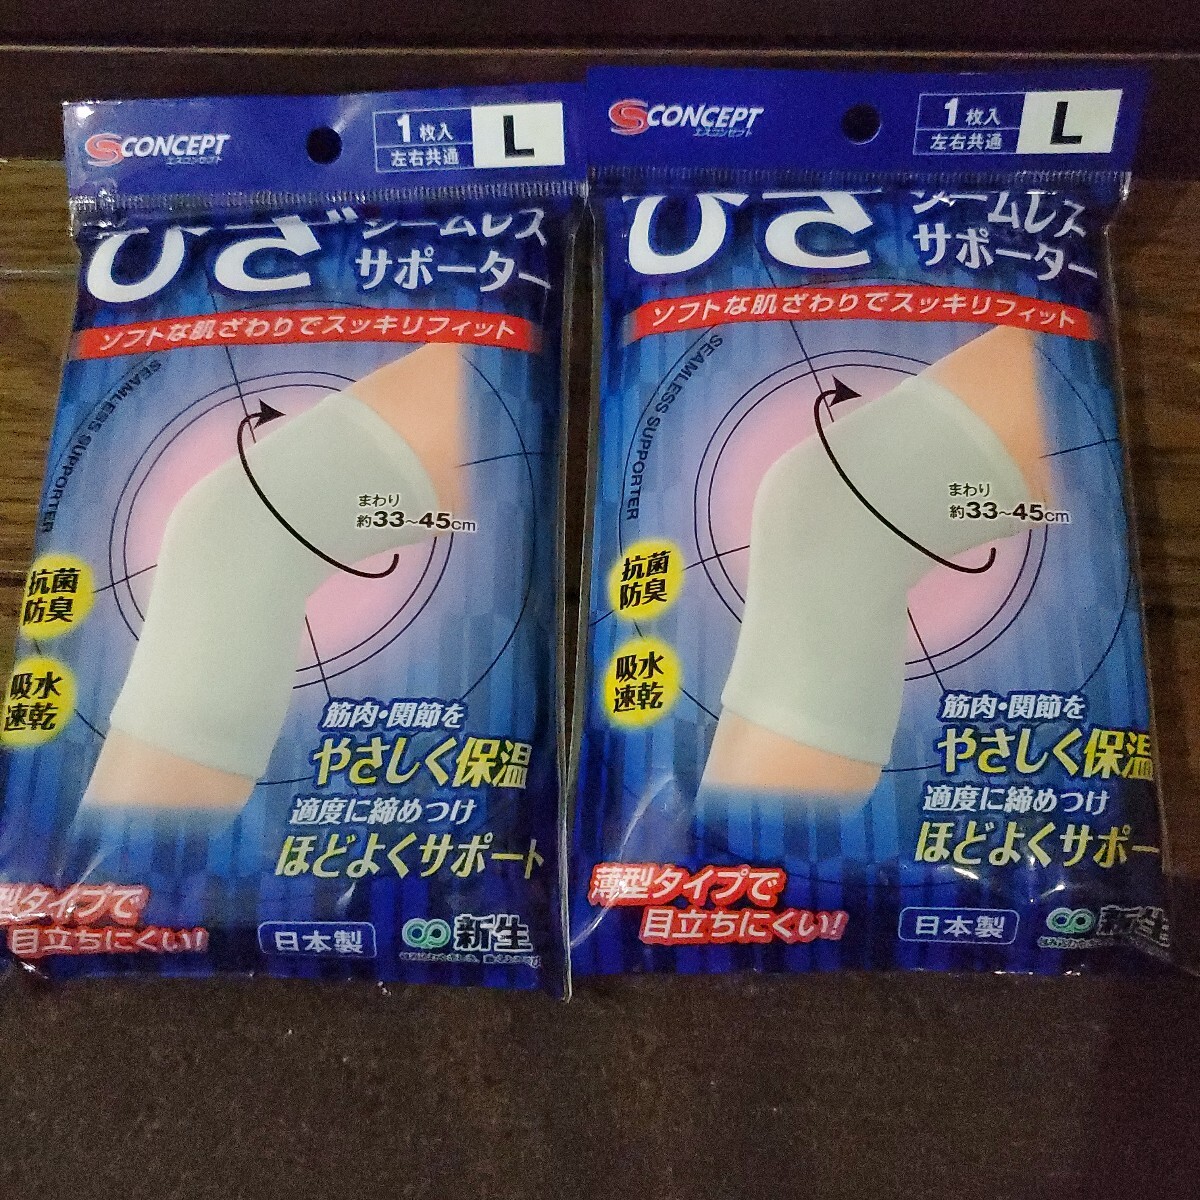 S CONCEPT
エスコンセプト
1枚入
左右共通
L
ひざ
シームレス
サポーター
ソフトな肌ざわりでスッキリフィット
SEAMLESS SUPPORTER
まわり
約33~45cm
抗菌
防臭
吸水
速乾
筋肉・関節を
やさしく保温
適度に締めつけ
ほどよくサポート
型タイプで
目立ちにくい!
日本製
新生
S CONCEPT
エスコンセプト
1枚入
左右共通
L
ひざ
シームレス
サポーター
ソフトな肌ざわりでスッキリフィット
SEAMLESS SUPPORTER
まわり
約33~45cm
抗菌
防臭
吸水
速乾
筋肉・関節を
やさしく保温
適度に締めつけ
ほどよくサポー
薄型タイプで
目立ちにくい!
日本製
新生